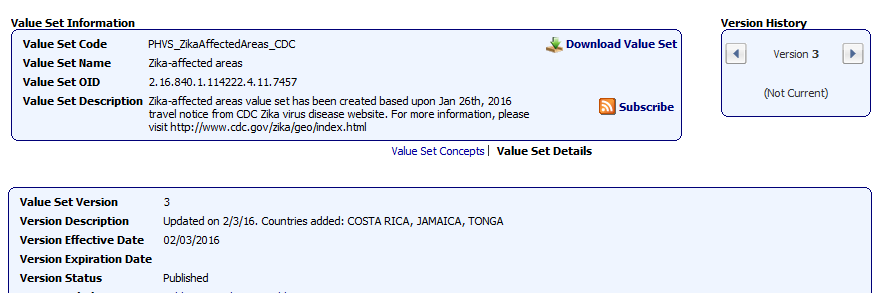 Value Set Information
Version History
Value Set Code PHVS_ZikaAffectedAreas_CDC
Download Value Set
Value Set Name Zika-affected areas
Version 3
Value Set OID 2.16.840.1.114222.4.11.7457
Value Set Description Zika-affected areas value set has been created based upon Jan 26th, 2016
travel notice from CDC Zika virus disease website. For more information, please
visit http://www.cdc.gov/zika/geo/index.html
Subscribe
(Not Current)
Value Set Concepts | Value Set Details
Value Set Version 3
Version Description Updated on 2/3/16. Countries added: COSTA RICA, JAMAICA, TONGA
Version Effective Date 02/03/2016
Version Expiration Date
Version Status Published